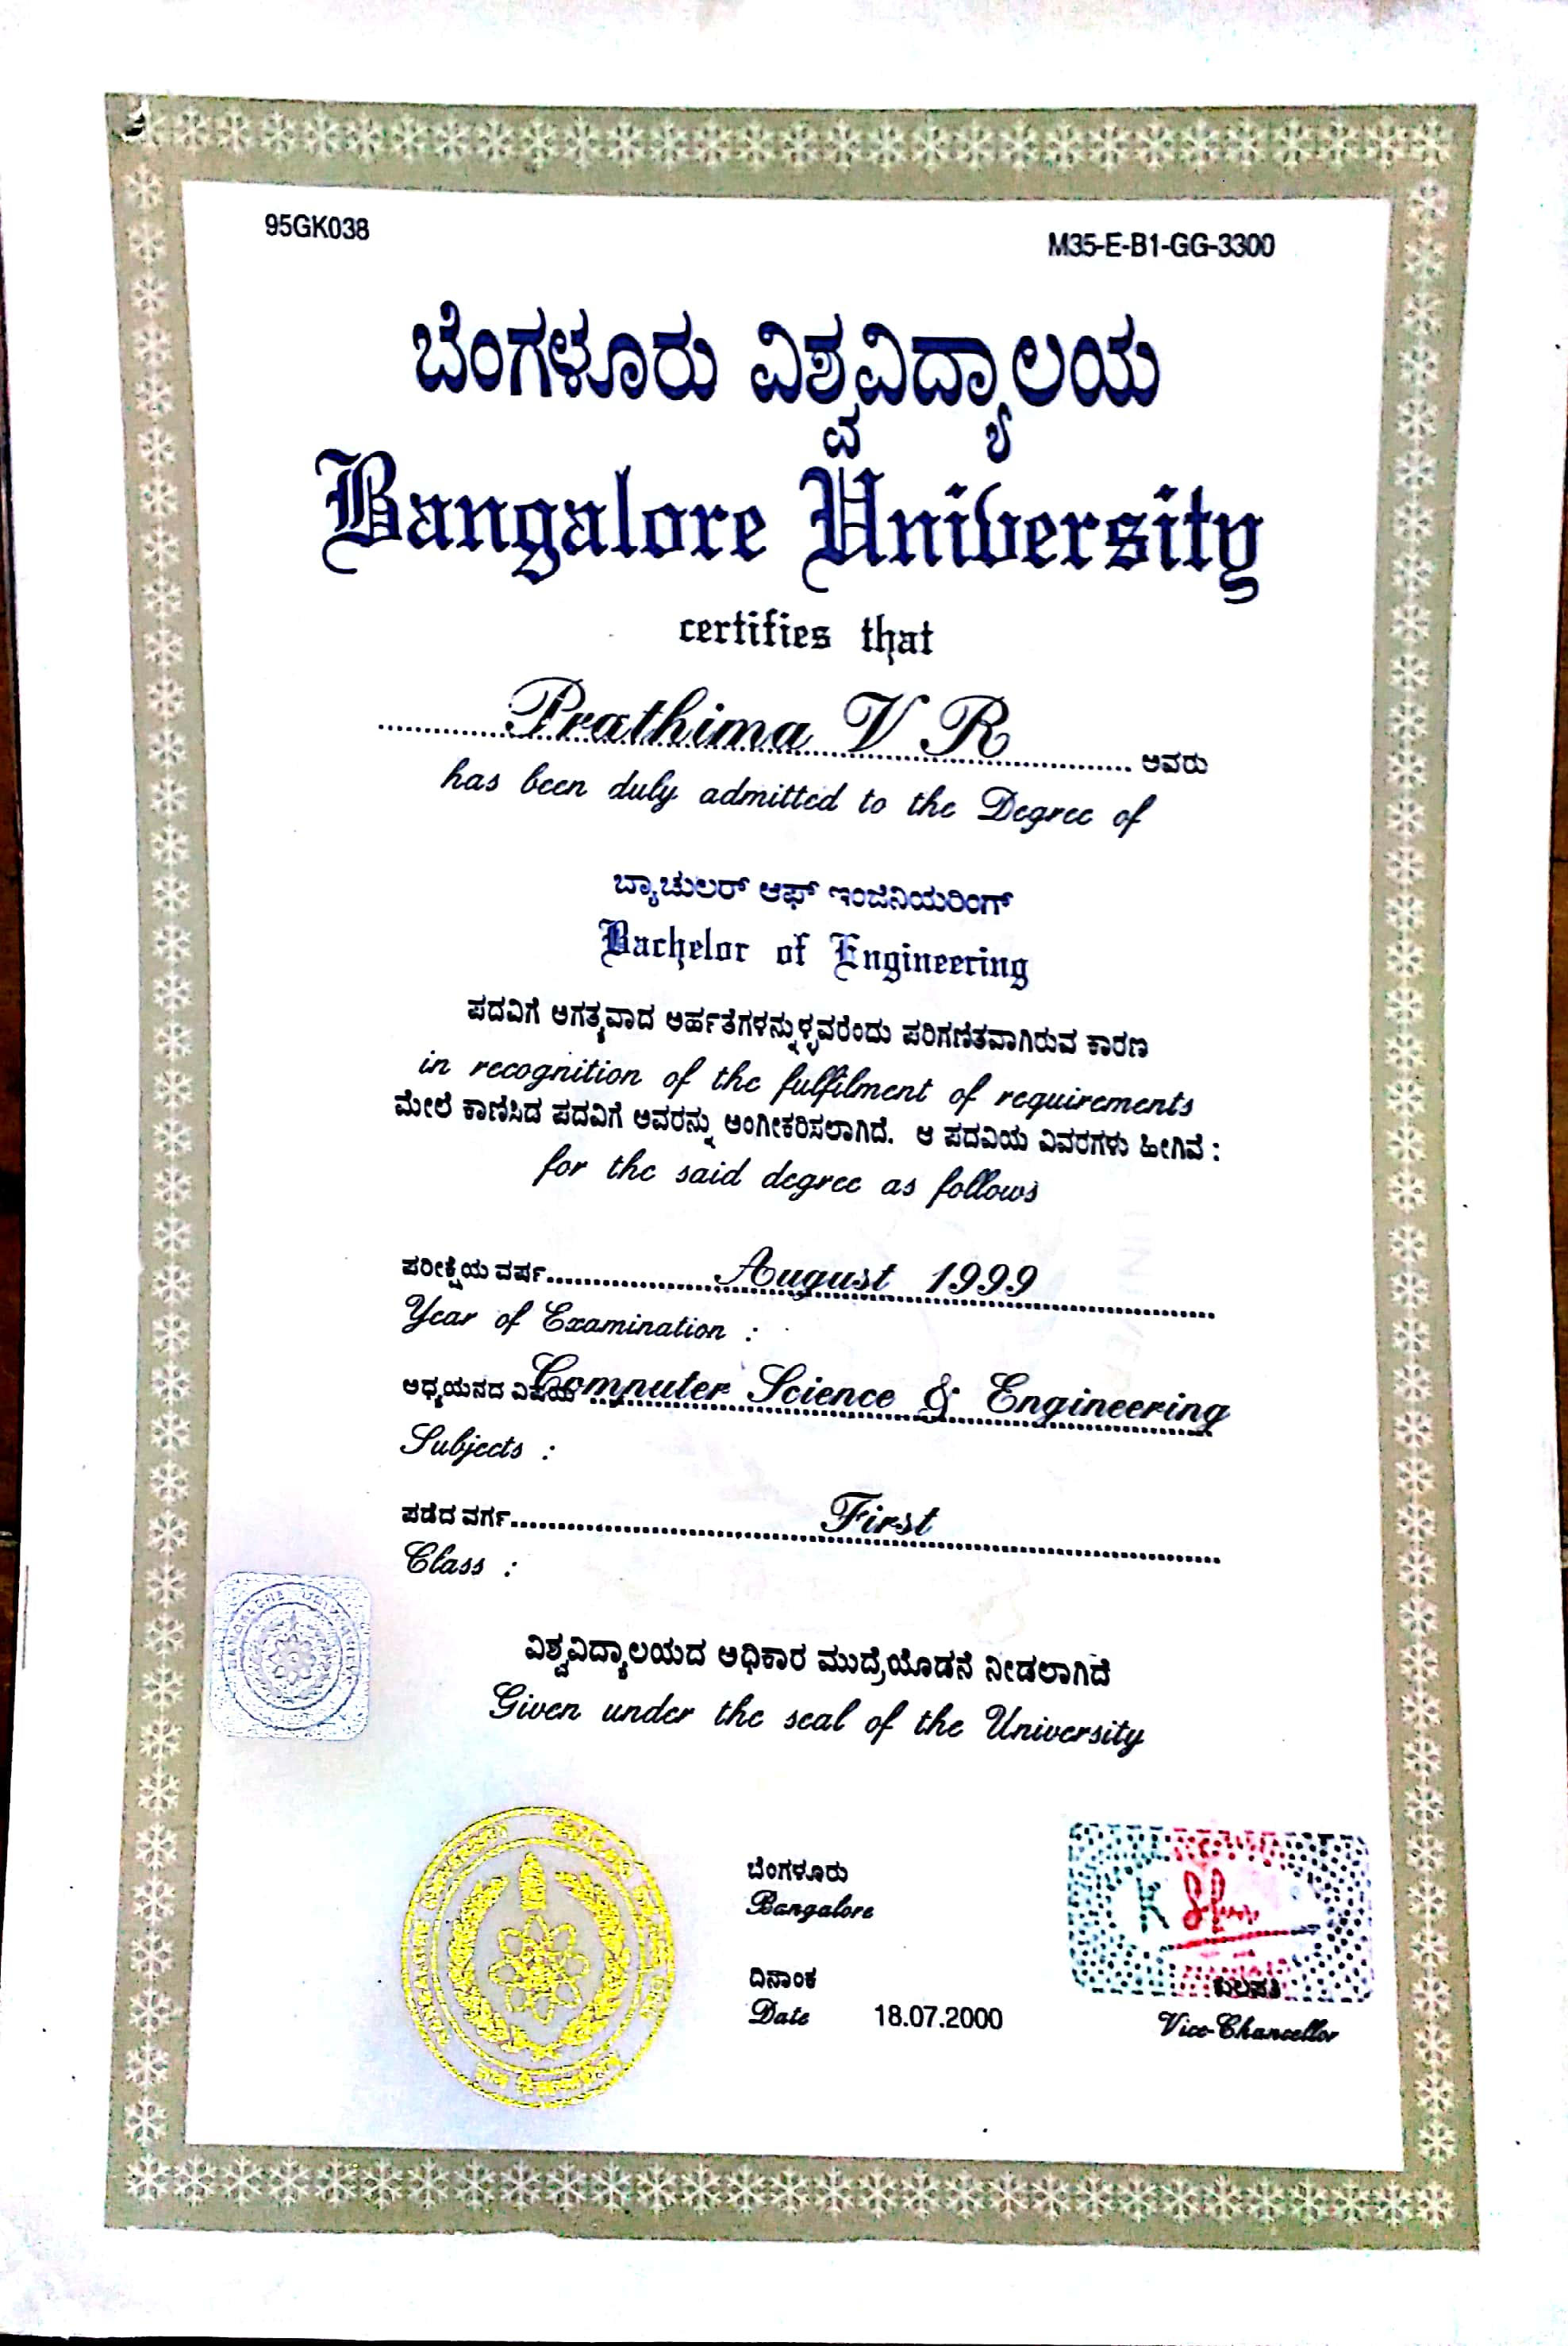 95GK038
M35-E-B1-GG-3300
ಬೆಂಗಳೂರು ವಿಶ್ವವಿದ್ಯಾಲಯ
Bangalore University
certifies that
Prathima V R ಅವರು
has been duly admitted to the Degree of
ಬ್ಯಾಚುಲರ್ ಆಫ್ ಇಂಜಿನಿಯರಿಂಗ್
Bachelor of Engineering
ಪದವಿಗೆ ಅಗತ್ಯವಾದ ಅರ್ಹತೆಗಳನ್ನುಳ್ಳವರೆಂದು ಪರಿಗಣಿತವಾಗಿರುವ ಕಾರಣ
in recognition of the fulfilment of requirements
ಮೇಲೆ ಕಾಣಿಸಿದ ಪದವಿಗೆ ಅವರನ್ನು ಅಂಗೀಕರಿಸಲಾಗಿದೆ. ಆ ಪದವಿಯ ವಿವರಗಳು ಹೀಗಿವೆ :
for the said degree as follows
ಪರೀಕ್ಷೆಯ ವರ್ಷ August 1999
Year of Examination :
ಅಧ್ಯಯನದ ವಿಷಯ Computer Science & Engineering
Subjects :
ಪಡೆದ ವರ್ಗ First
Class :
ವಿಶ್ವವಿದ್ಯಾಲಯದ ಅಧಿಕಾರ ಮುದ್ರೆಯೊಡನೆ ನೀಡಲಾಗಿದೆ
Given under the seal of the University
ಬೆಂಗಳೂರು
Bangalore
ದಿನಾಂಕ
Date 18.07.2000
ಕುಲಪತಿ
Vice-Chancellor